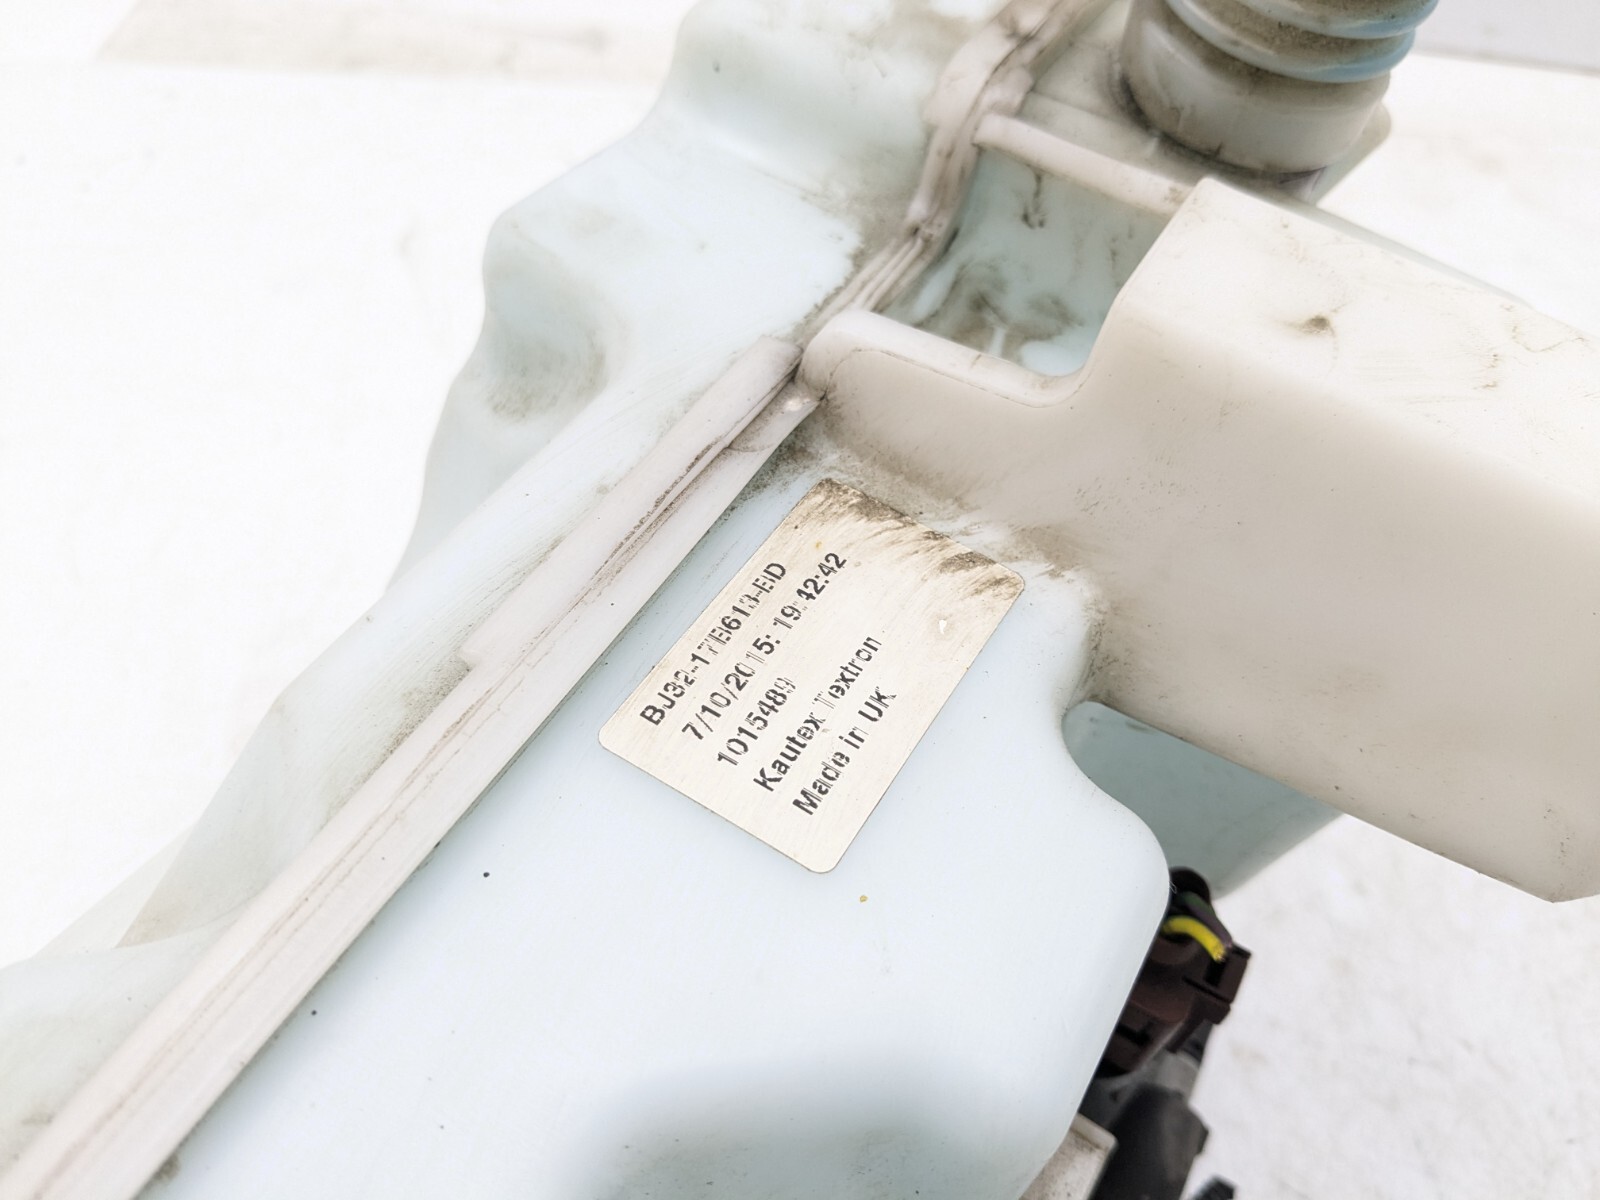 BJ32-17B613-BD
7/10/2015: 19:42:42
1015489
Kautex Textron
Made in UK